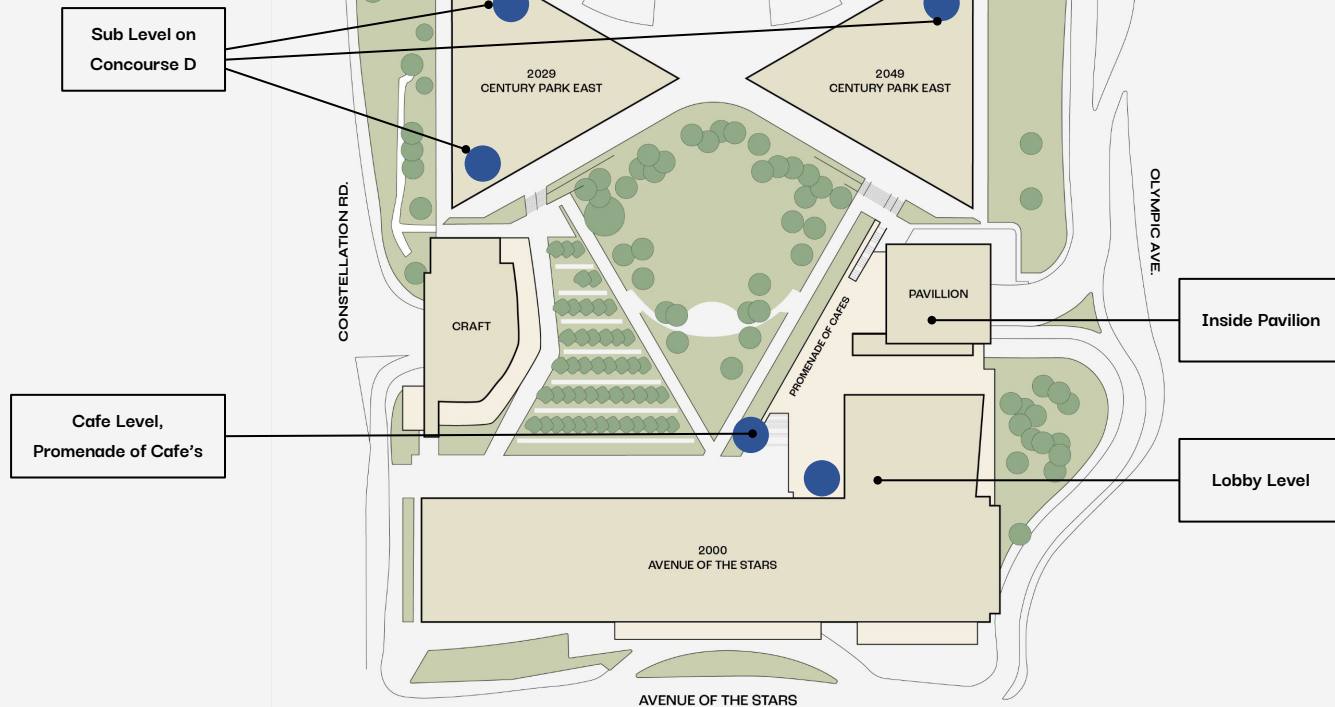 Sub Level on
Concourse D
2029
CENTURY PARK EAST
2049
CENTURY PARK EAST
CONSTELLATION RD.
OLYMPIC AVE.
CRAFT
PROMENADE OF CAFES
PAVILLION
Inside Pavilion
Cafe Level,
Promenade of Cafe's
Lobby Level
2000
AVENUE OF THE STARS
AVENUE OF THE STARS